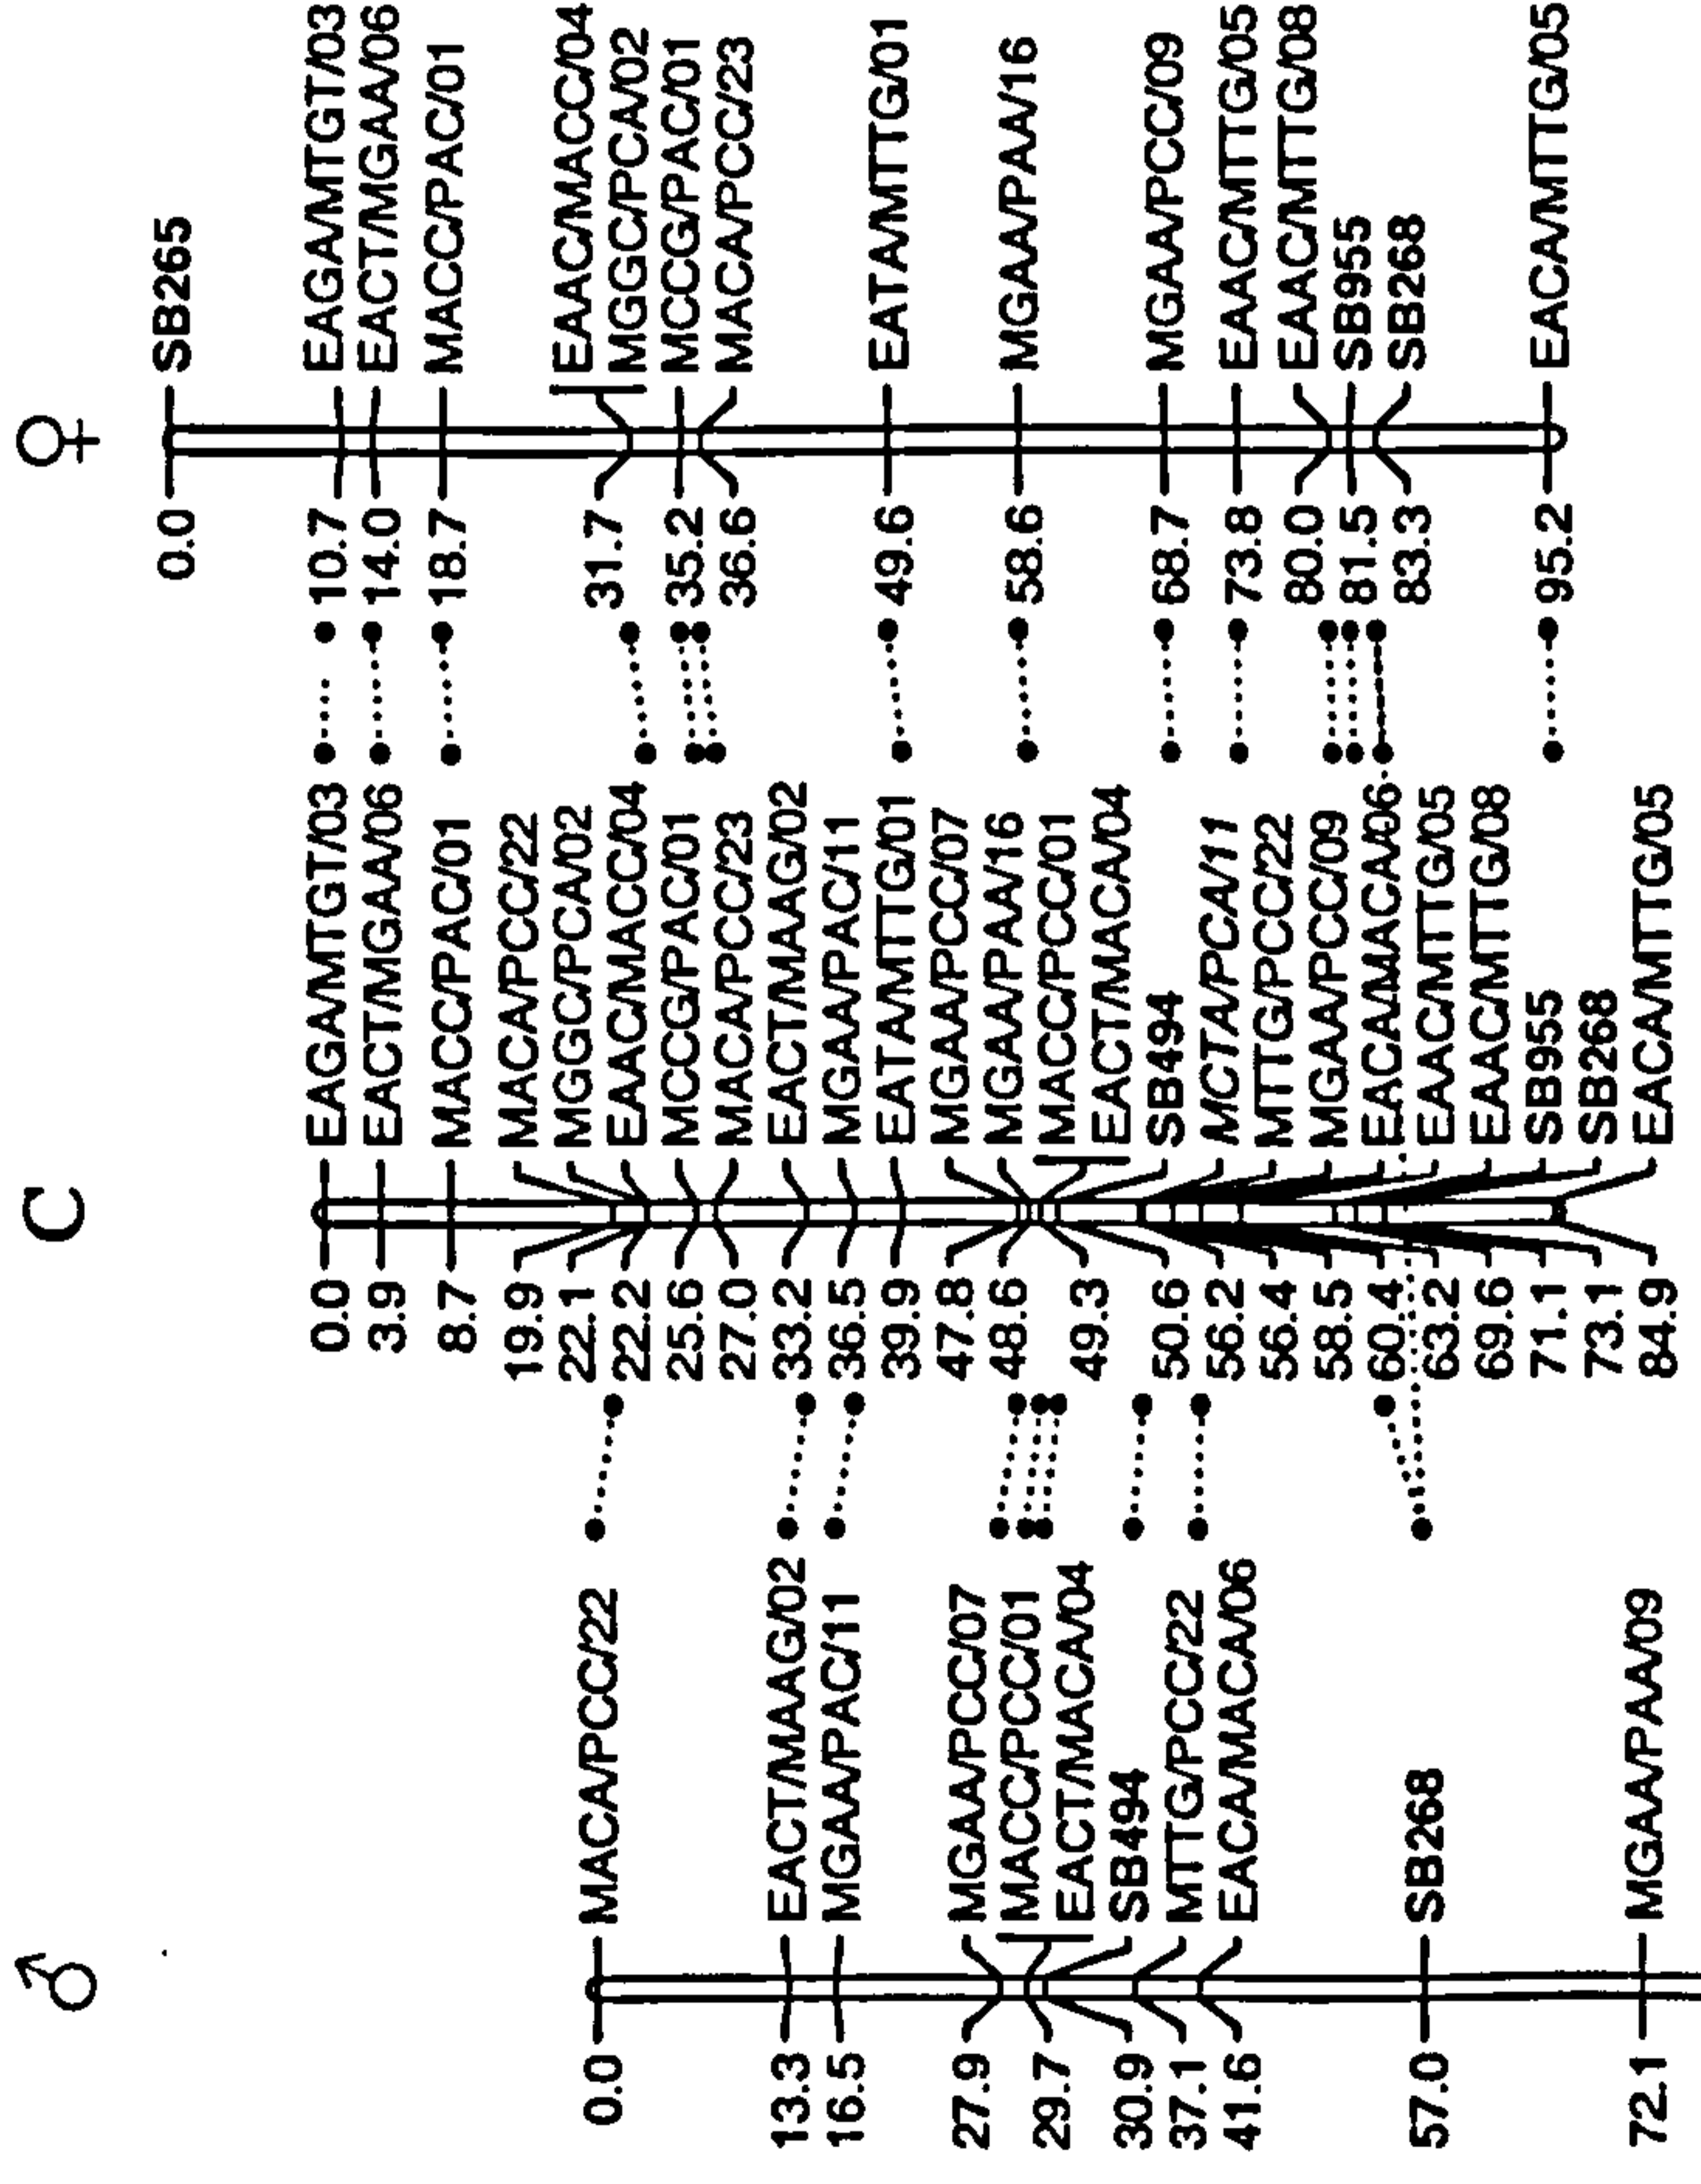 ♂
0.0 MACA/PCC/22
13.3 EACT/MAAG/02
16.5 MGAA/PAC/11
27.9 MGAA/PCC/07
29.7 MACC/PCC/01
EACT/MACA/04
30.9 SB494
37.1 MTTG/PCC/22
41.6 EACA/MACA/06
57.0 SB268
72.1 MGAA/PAA/09
C
0.0 EAGA/MTGT/03
3.9 EACT/MGAA/06
8.7 MACC/PAC/01
19.9 MACA/PCC/22
22.1 MGGC/PCA/02
22.2 EAAC/MACC/04
25.6 MCCG/PAC/01
27.0 MACA/PCC/23
33.2 EACT/MAAG/02
36.5 MGAA/PAC/11
39.9 EATA/MTTG/01
47.8 MGAA/PCC/07
48.6 MGAA/PAA/16
49.3 MACC/PCC/01
EACT/MACA/04
50.6 SB494
56.2 MCTA/PCA/11
56.4 MTTG/PCC/22
58.5 MGAA/PCC/09
60.4 EACA/MACA/06
63.2 EAAC/MTTG/05
69.6 EAAC/MTTG/08
71.1 SB955
73.1 SB268
84.9 EACA/MTTG/05
♀
0.0 SB265
10.7 EAGA/MTGT/03
14.0 EACT/MGAA/06
18.7 MACC/PAC/01
31.7 EAAC/MACC/04
MGGC/PCA/02
35.2 MCCG/PAC/01
36.6 MACA/PCC/23
49.6 EATA/MTTG/01
58.6 MGAA/PAA/16
68.7 MGAA/PCC/09
73.8 EAAC/MTTG/05
80.0 EAAC/MTTG/08
81.5 SB955
83.3 SB268
95.2 EACA/MTTG/05